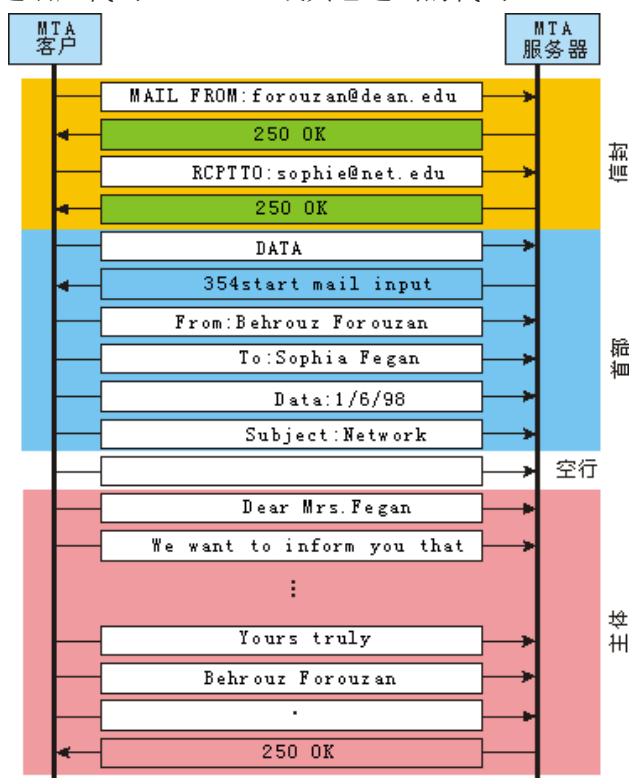 MTA
客户
MTA
服务器
MAIL FROM:forouzan@dean.edu
250 OK
RCPTTO:sophie@net.edu
250 OK
信封
DATA
354start mail input
From:Behrouz Forouzan
To:Sophia Fegan
Data:1/6/98
Subject:Network
首部
空行
Dear Mrs.Fegan
We want to inform you that
⋮
Yours truly
Behrouz Forouzan
.
250 OK
主体